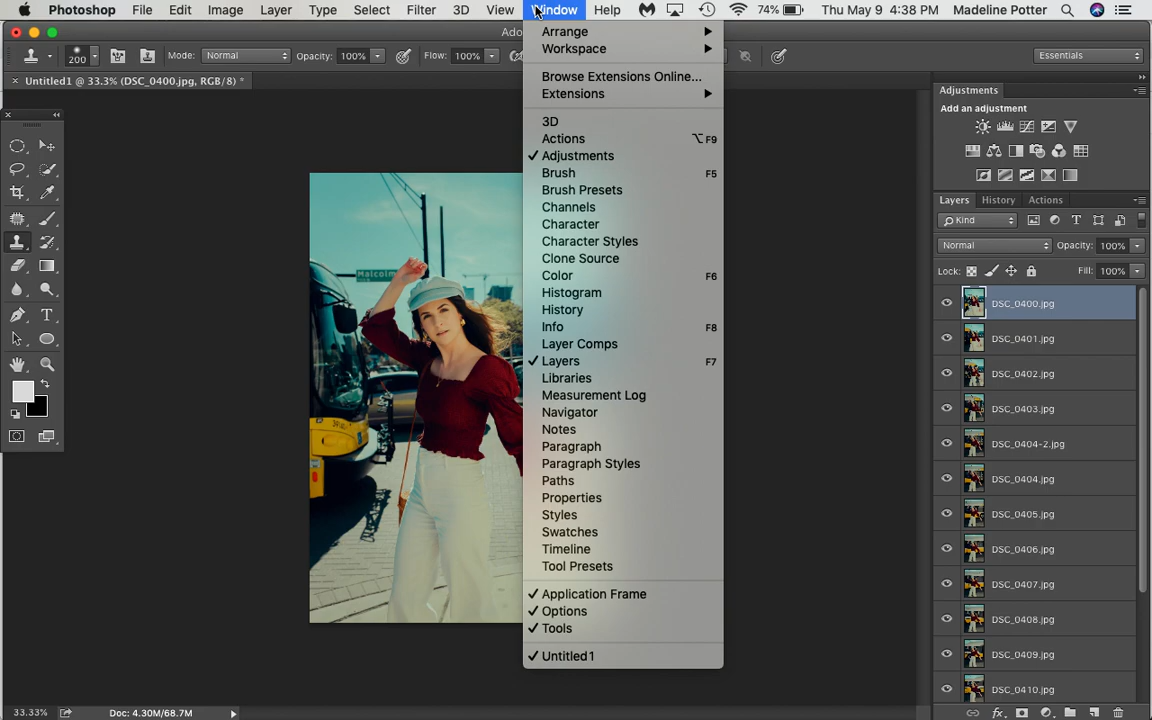 Photoshop File Edit Image Layer Type Select Filter 3D View Window Help 74% Thu May 9 4:38 PM Madeline Potter
200 Mode: Normal Opacity: 100% Flow: 100% Essentials
Untitled1 @ 33.3% (DSC_0400.jpg, RGB/8) *
Arrange
Workspace
Browse Extensions Online...
Extensions
3D
Actions ⌥F9
Adjustments
Brush F5
Brush Presets
Channels
Character
Character Styles
Clone Source
Color F6
Histogram
History
Info F8
Layer Comps
Layers F7
Libraries
Measurement Log
Navigator
Notes
Paragraph
Paragraph Styles
Paths
Properties
Styles
Swatches
Timeline
Tool Presets
Application Frame
Options
Tools
Untitled1
Malcolm
Adjustments
Add an adjustment
Layers History Actions
Kind
Normal Opacity: 100%
Lock: Fill: 100%
DSC_0400.jpg
DSC_0401.jpg
DSC_0402.jpg
DSC_0403.jpg
DSC_0404-2.jpg
DSC_0404.jpg
DSC_0405.jpg
DSC_0406.jpg
DSC_0407.jpg
DSC_0408.jpg
DSC_0409.jpg
DSC_0410.jpg
33.33% Doc: 4.30M/68.7M